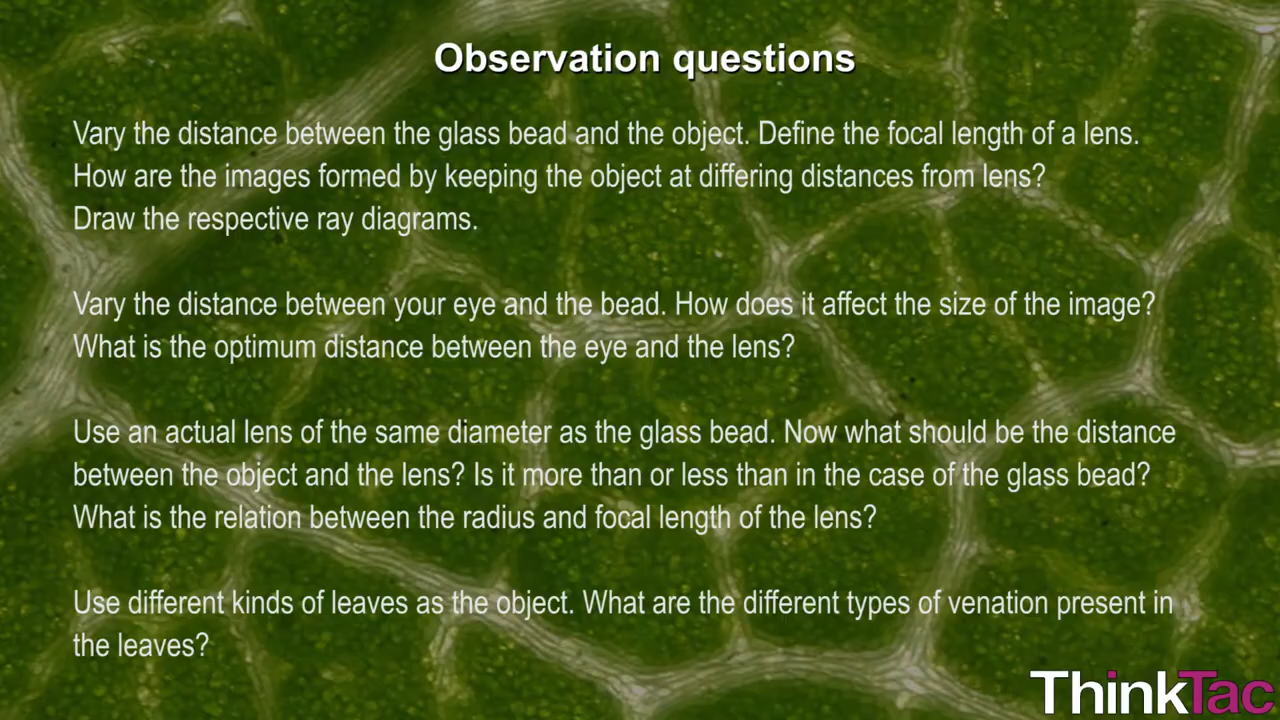 Observation questions
Vary the distance between the glass bead and the object. Define the focal length of a lens.
How are the images formed by keeping the object at differing distances from lens?
Draw the respective ray diagrams.
Vary the distance between your eye and the bead. How does it affect the size of the image?
What is the optimum distance between the eye and the lens?
Use an actual lens of the same diameter as the glass bead. Now what should be the distance
between the object and the lens? Is it more than or less than in the case of the glass bead?
What is the relation between the radius and focal length of the lens?
Use different kinds of leaves as the object. What are the different types of venation present in
the leaves?
ThinkTac